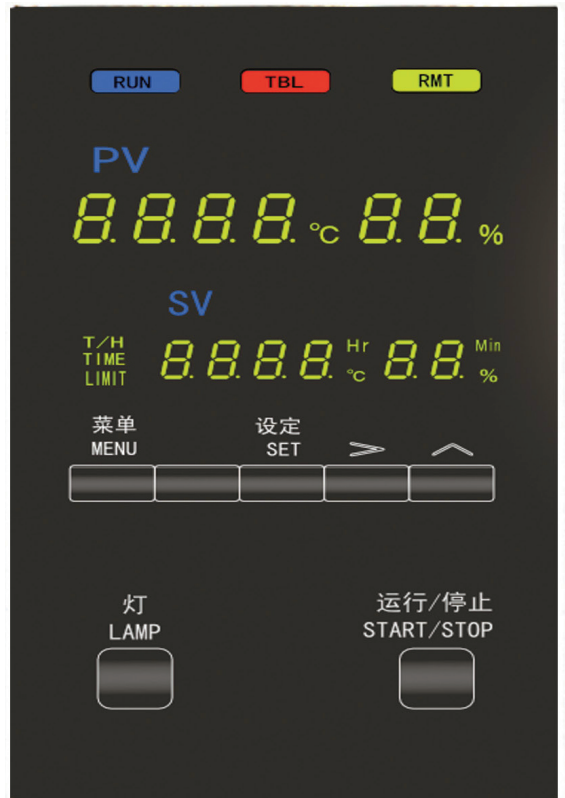 RUN TBL RMT
PV
8.8.8.8. °C 8.8. %
SV
T/H
TIME
LIMIT
8.8.8.8. Hr °C 8.8. Min %
菜单 设定
MENU SET > ︿
灯 运行/停止
LAMP START/STOP